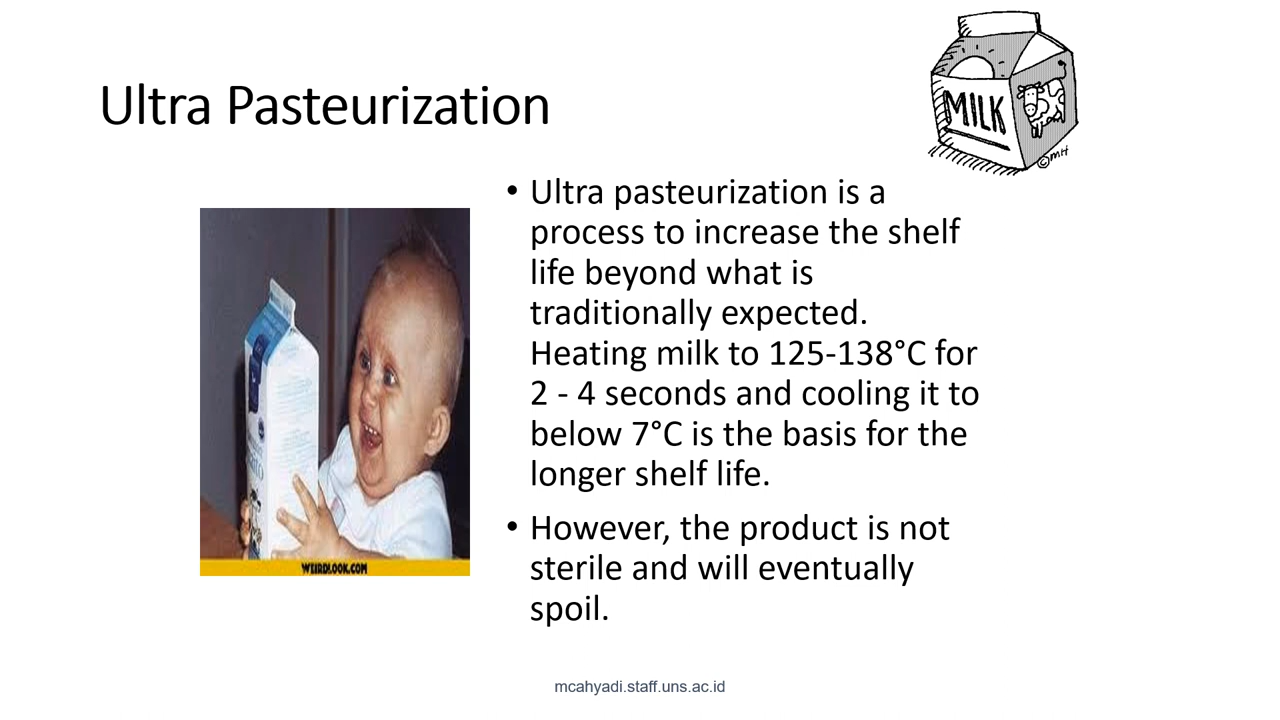 Ultra Pasteurization
MILK
©MH
• Ultra pasteurization is a
process to increase the shelf
life beyond what is
traditionally expected.
Heating milk to 125-138°C for
2 - 4 seconds and cooling it to
below 7°C is the basis for the
longer shelf life.
• However, the product is not
sterile and will eventually
spoil.
WEIRDLOOK.COM
mcahyadi.staff.uns.ac.id